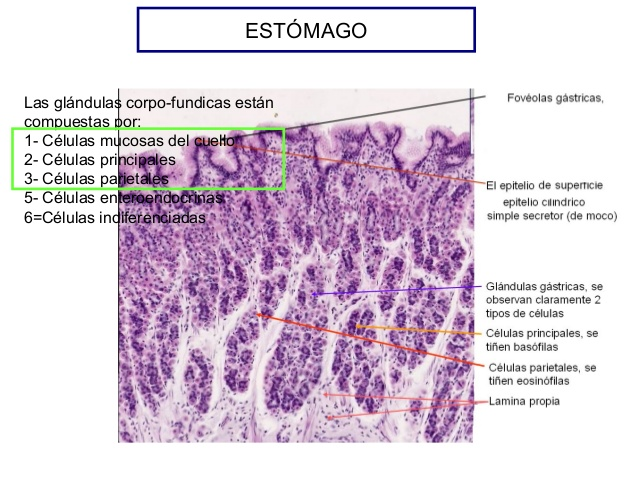 ESTÓMAGO
Las glándulas corpo-fundicas están
compuestas por:
1- Células mucosas del cuello
2- Células principales
3- Células parietales
5- Células enteroendocrinas
6=Células indiferenciadas
Fovéolas gástricas,
El epitelio de superficie
epitelio cilindrico
simple secretor (de moco)
Glándulas gástricas, se
observan claramente 2
tipos de células
Células principales, se
tiñen basófilas
Células parietales, se
tiñen eosinófilas
Lamina propia